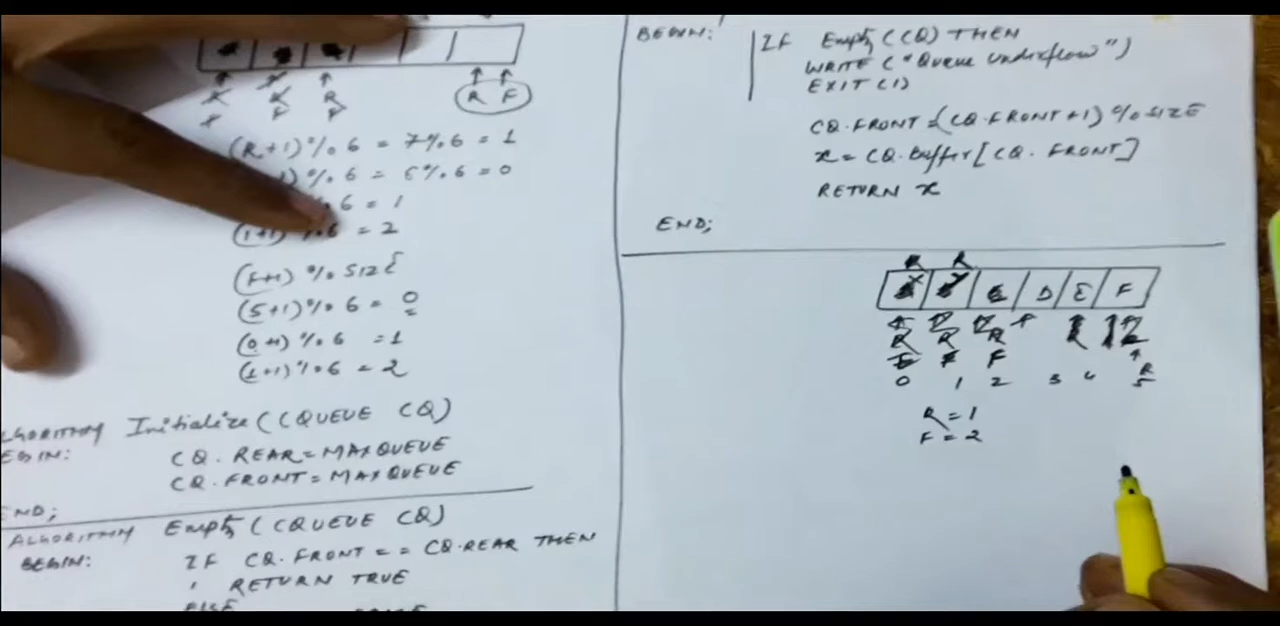 R F
R
F
(R+1) % 6 = 7%6 = 1
) % 6 = 6%6 = 0
6 = 1
(1+1) % 6 = 2
(F+1) % SIZE
(5+1) % 6 = 0
(0+1) % 6 = 1
(1+1) % 6 = 2
ALGORITHM Initialize (CQUEUE CQ)
BEGIN:
CQ. REAR = MAXQUEUE
CQ. FRONT = MAXQUEUE
END;
ALGORITHM Empty (CQUEUE CQ)
BEGIN:
IF CQ. FRONT == CQ.REAR THEN
RETURN TRUE
ELSE
BEGIN:
IF Empty (CQ) THEN
WRITE ("Queue Underflow")
EXIT (1)
CQ.FRONT = (CQ.FRONT+1) % SIZE
x = CQ.Buffer [CQ. FRONT]
RETURN x
END;
R R
C D E F
R R R
F F F
0 1 2 3 4 5
R
R = 1
F = 2